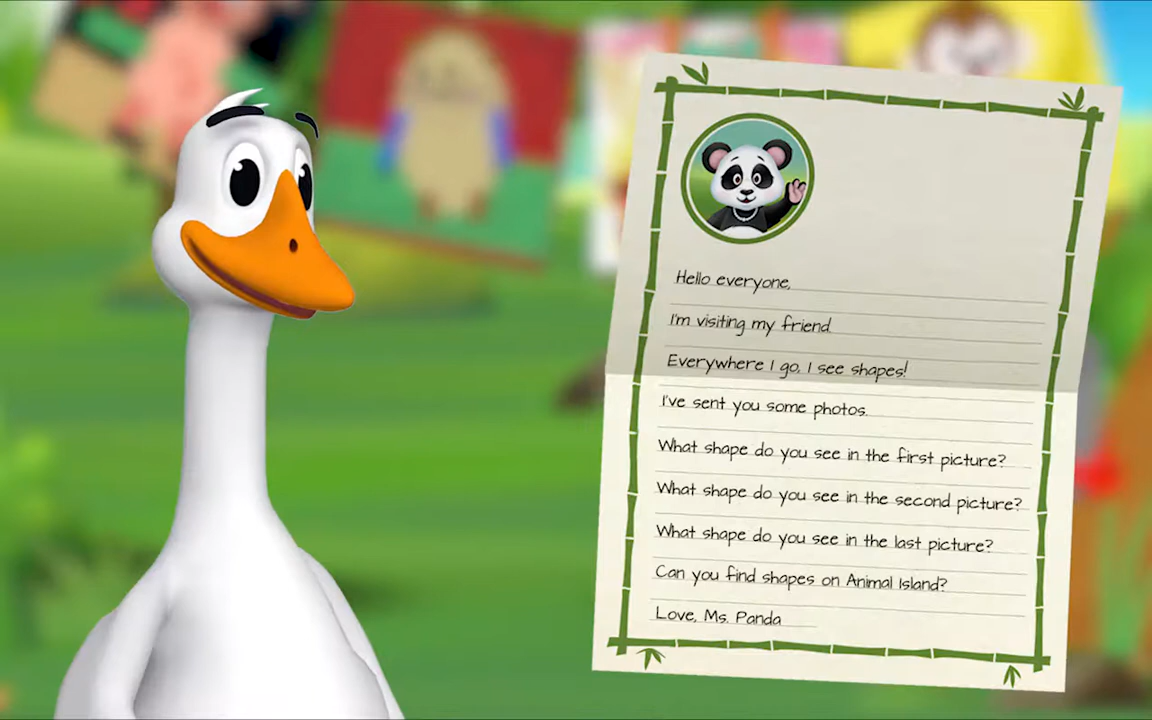 Hello everyone,
I'm visiting my friend.
Everywhere I go, I see shapes!
I've sent you some photos.
What shape do you see in the first picture?
What shape do you see in the second picture?
What shape do you see in the last picture?
Can you find shapes on Animal Island?
Love, Ms. Panda